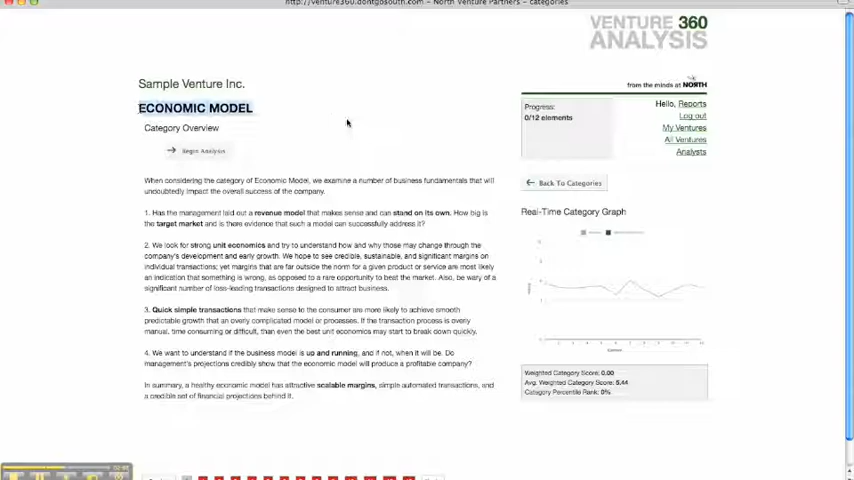 http://venture360.dontgosouth.com – North Venture Partners – categories
VENTURE 360
ANALYSIS
Sample Venture Inc.
from the minds at NORTH
ECONOMIC MODEL
Category Overview
Begin Analysis
Progress:
0/12 elements
Hello, Reports
Log out
My Ventures
All Ventures
Analysts
Back To Categories
When considering the category of Economic Model, we examine a number of business fundamentals that will
undoubtedly impact the overall success of the company.
1. Has the management laid out a revenue model that makes sense and can stand on its own. How big is
the target market and is there evidence that such a model can successfully address it?
2. We look for strong unit economics and try to understand how and why those may change through the
company's development and early growth. We hope to see credible, sustainable, and significant margins on
individual transactions; yet margins that are far outside the norm for a given product or service are most likely
an indication that something is wrong, as opposed to a rare opportunity to beat the market. Also, be wary of a
significant number of loss-leading transactions designed to attract business.
3. Quick simple transactions that make sense to the consumer are more likely to achieve smooth
predictable growth that an overly complicated model or processes. If the transaction process is overly
manual, time consuming or difficult, than even the best unit economics may start to break down quickly.
4. We want to understand if the business model is up and running, and if not, when it will be. Do
management's projections credibly show that the economic model will produce a profitable company?
In summary, a healthy economic model has attractive scalable margins, simple automated transactions, and
a credible set of financial projections behind it.
Real-Time Category Graph
Weighted Category Score: 0.00
Avg. Weighted Category Score: 5.44
Category Percentile Rank: 0%